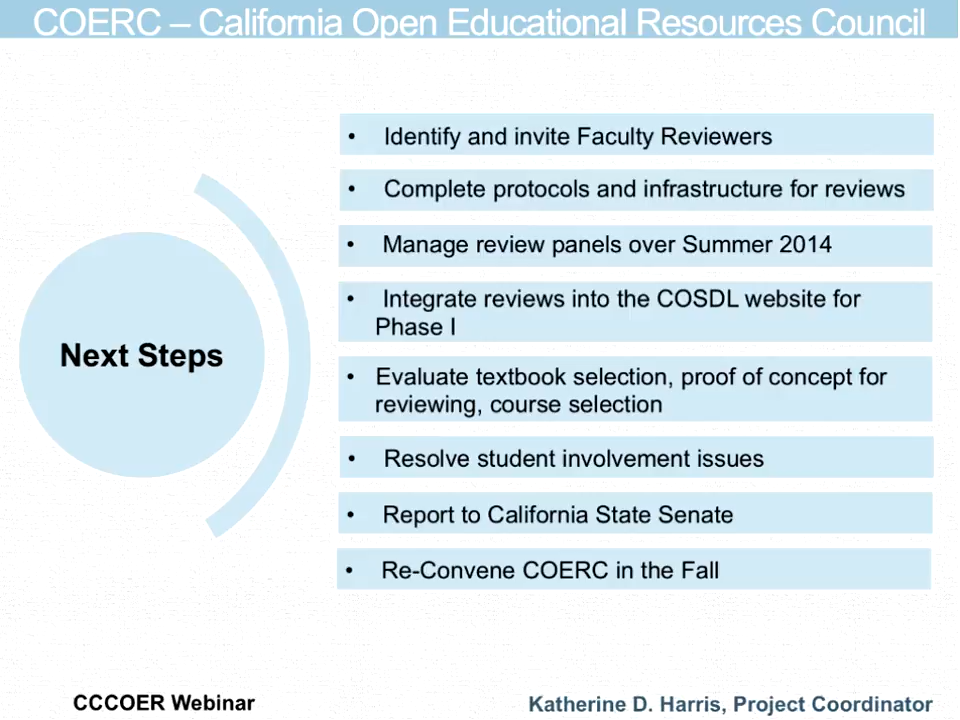 COERC – California Open Educational Resources Council
• Identify and invite Faculty Reviewers
• Complete protocols and infrastructure for reviews
• Manage review panels over Summer 2014
• Integrate reviews into the COSDL website for
Phase I
Next Steps
• Evaluate textbook selection, proof of concept for
reviewing, course selection
• Resolve student involvement issues
• Report to California State Senate
• Re-Convene COERC in the Fall
CCCOER Webinar
Katherine D. Harris, Project Coordinator